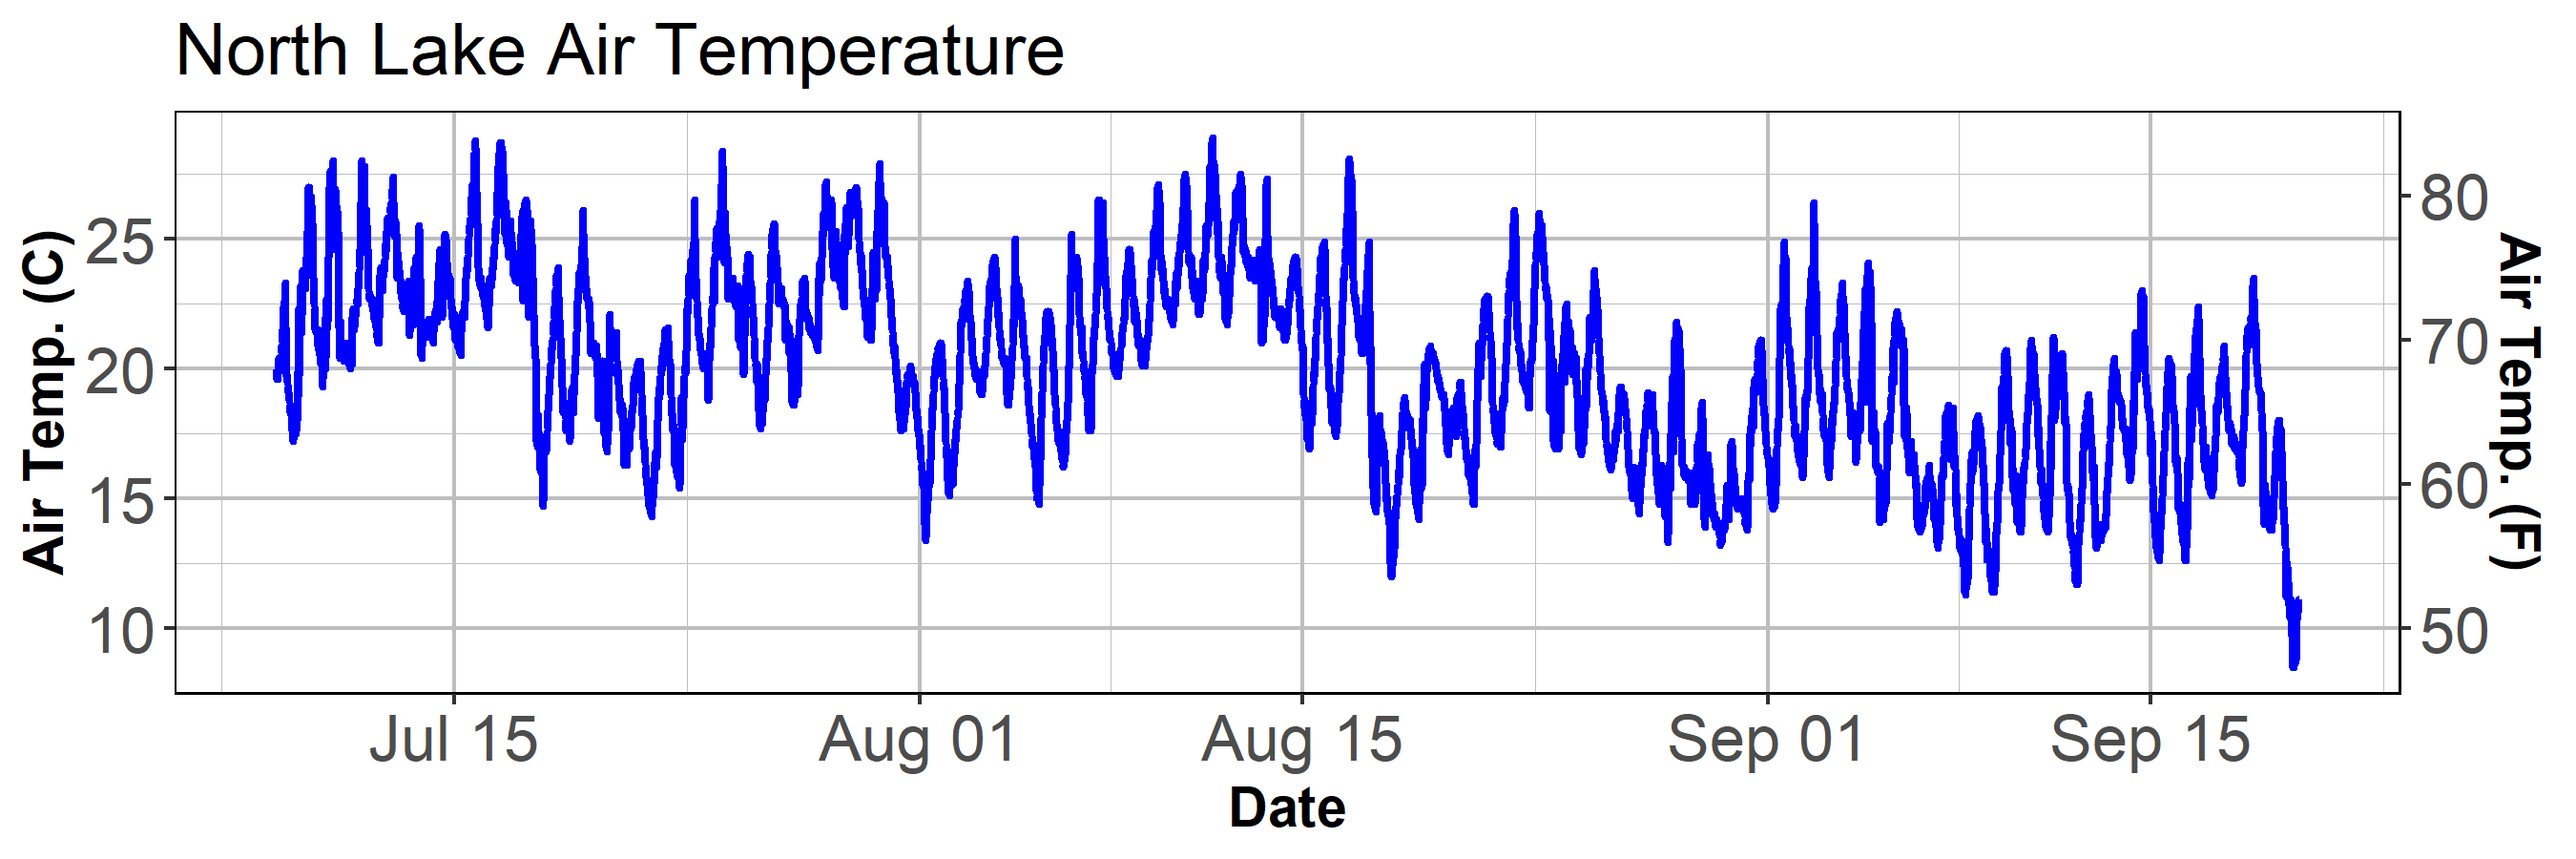 North Lake Air Temperature
Air Temp. (C)
25
20
15
10
80
70
60
50
Air Temp. (F)
Jul 15
Aug 01
Aug 15
Sep 01
Sep 15
Date